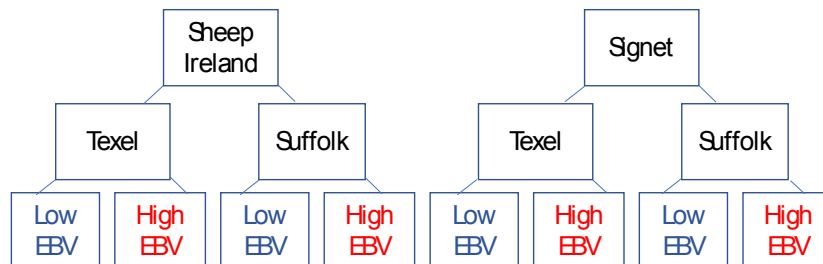 Sheep
Ireland
Signet
Texel
Suffolk
Texel
Suffolk
Low
EBV
High
EBV
Low
EBV
High
EBV
Low
EBV
High
EBV
Low
EBV
High
EBV